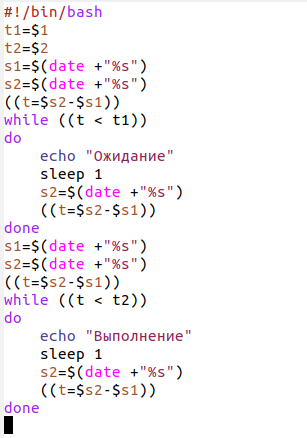 #!/bin/bash
t1=$1
t2=$2
s1=$(date +"%s")
s2=$(date +"%s")
((t=$s2-$s1))
while ((t < t1))
do
    echo "Ожидание"
    sleep 1
    s2=$(date +"%s")
    ((t=$s2-$s1))
done
s1=$(date +"%s")
s2=$(date +"%s")
((t=$s2-$s1))
while ((t < t2))
do
    echo "Выполнение"
    sleep 1
    s2=$(date +"%s")
    ((t=$s2-$s1))
done